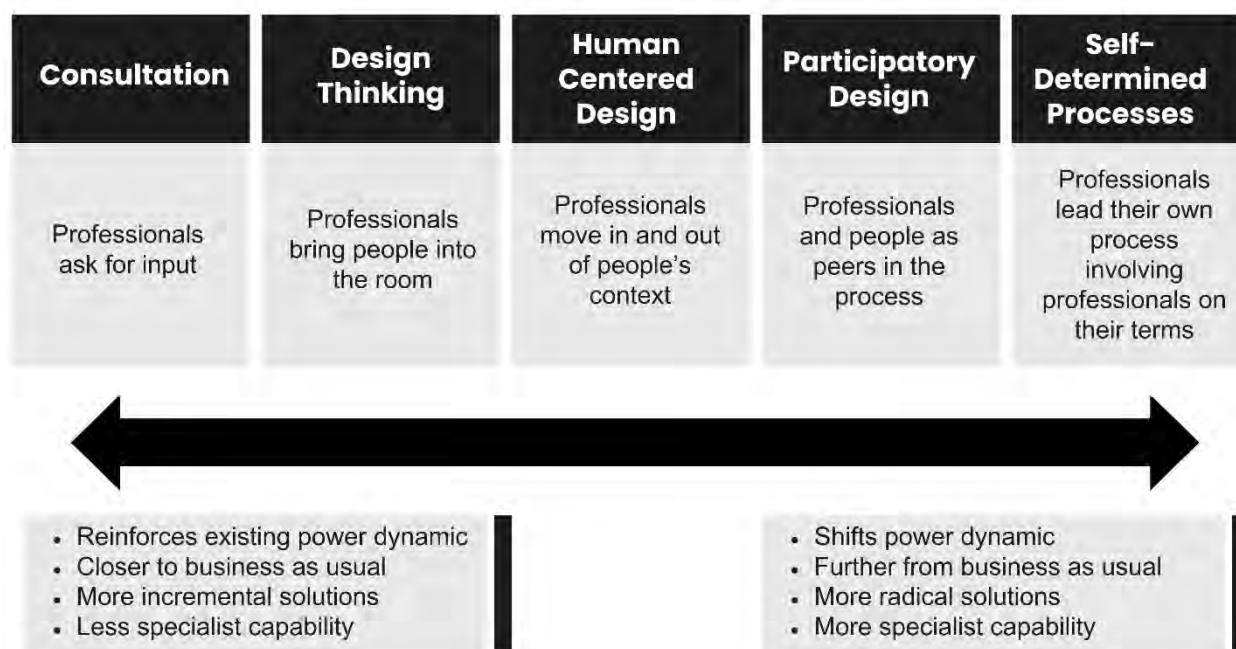 Consultation
Design
Thinking
Human
Centered
Design
Participatory
Design
Self-
Determined
Processes
Professionals
ask for input
Professionals
bring people into
the room
Professionals
move in and out
of people's
context
Professionals
and people as
peers in the
process
Professionals
lead their own
process
involving
professionals on
their terms
• Reinforces existing power dynamic
• Closer to business as usual
• More incremental solutions
• Less specialist capability
• Shifts power dynamic
• Further from business as usual
• More radical solutions
• More specialist capability